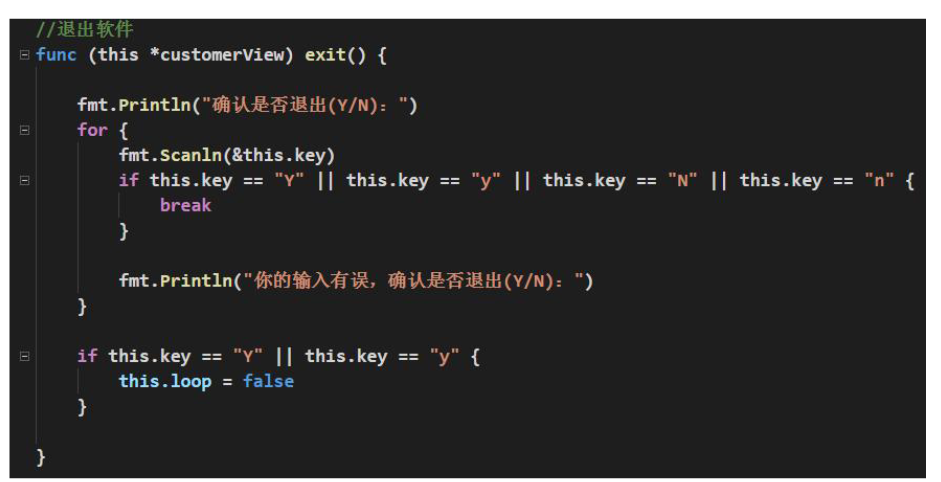 //退出软件
func (this *customerView) exit() {
fmt.Println("确认是否退出(Y/N)：")
for {
fmt.Scanln(&this.key)
if this.key == "Y" || this.key == "y" || this.key == "N" || this.key == "n" {
break
}
fmt.Println("你的输入有误，确认是否退出(Y/N)：")
}
if this.key == "Y" || this.key == "y" {
this.loop = false
}
}